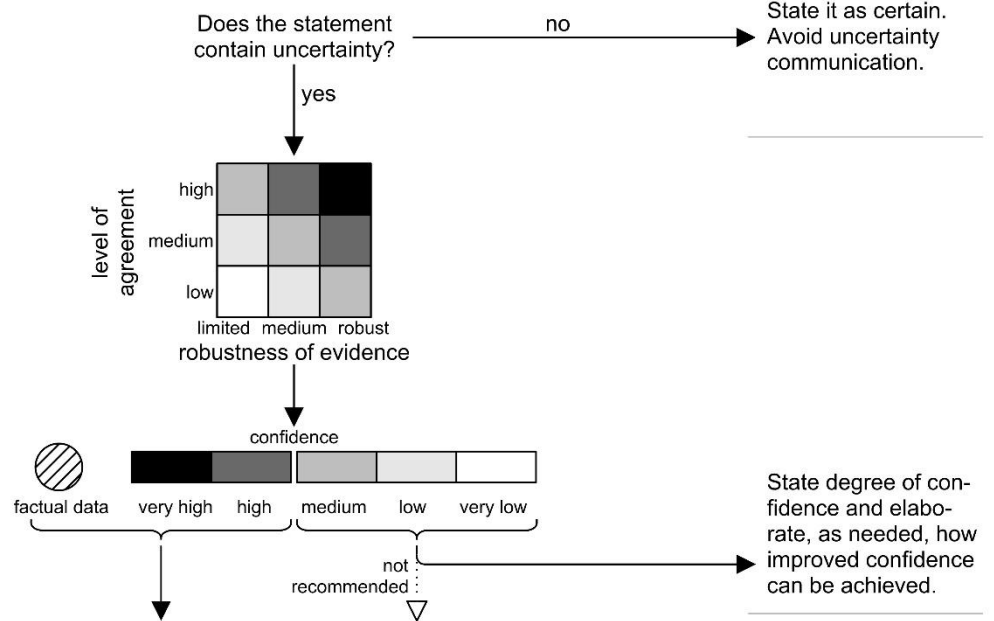 Does the statement
contain uncertainty?
no
State it as certain.
Avoid uncertainty
communication.
yes
level of
agreement
high
medium
low
limited medium robust
robustness of evidence
confidence
factual data
very high
high
medium
low
very low
not
recommended
State degree of con-
fidence and elabo-
rate, as needed, how
improved confidence
can be achieved.